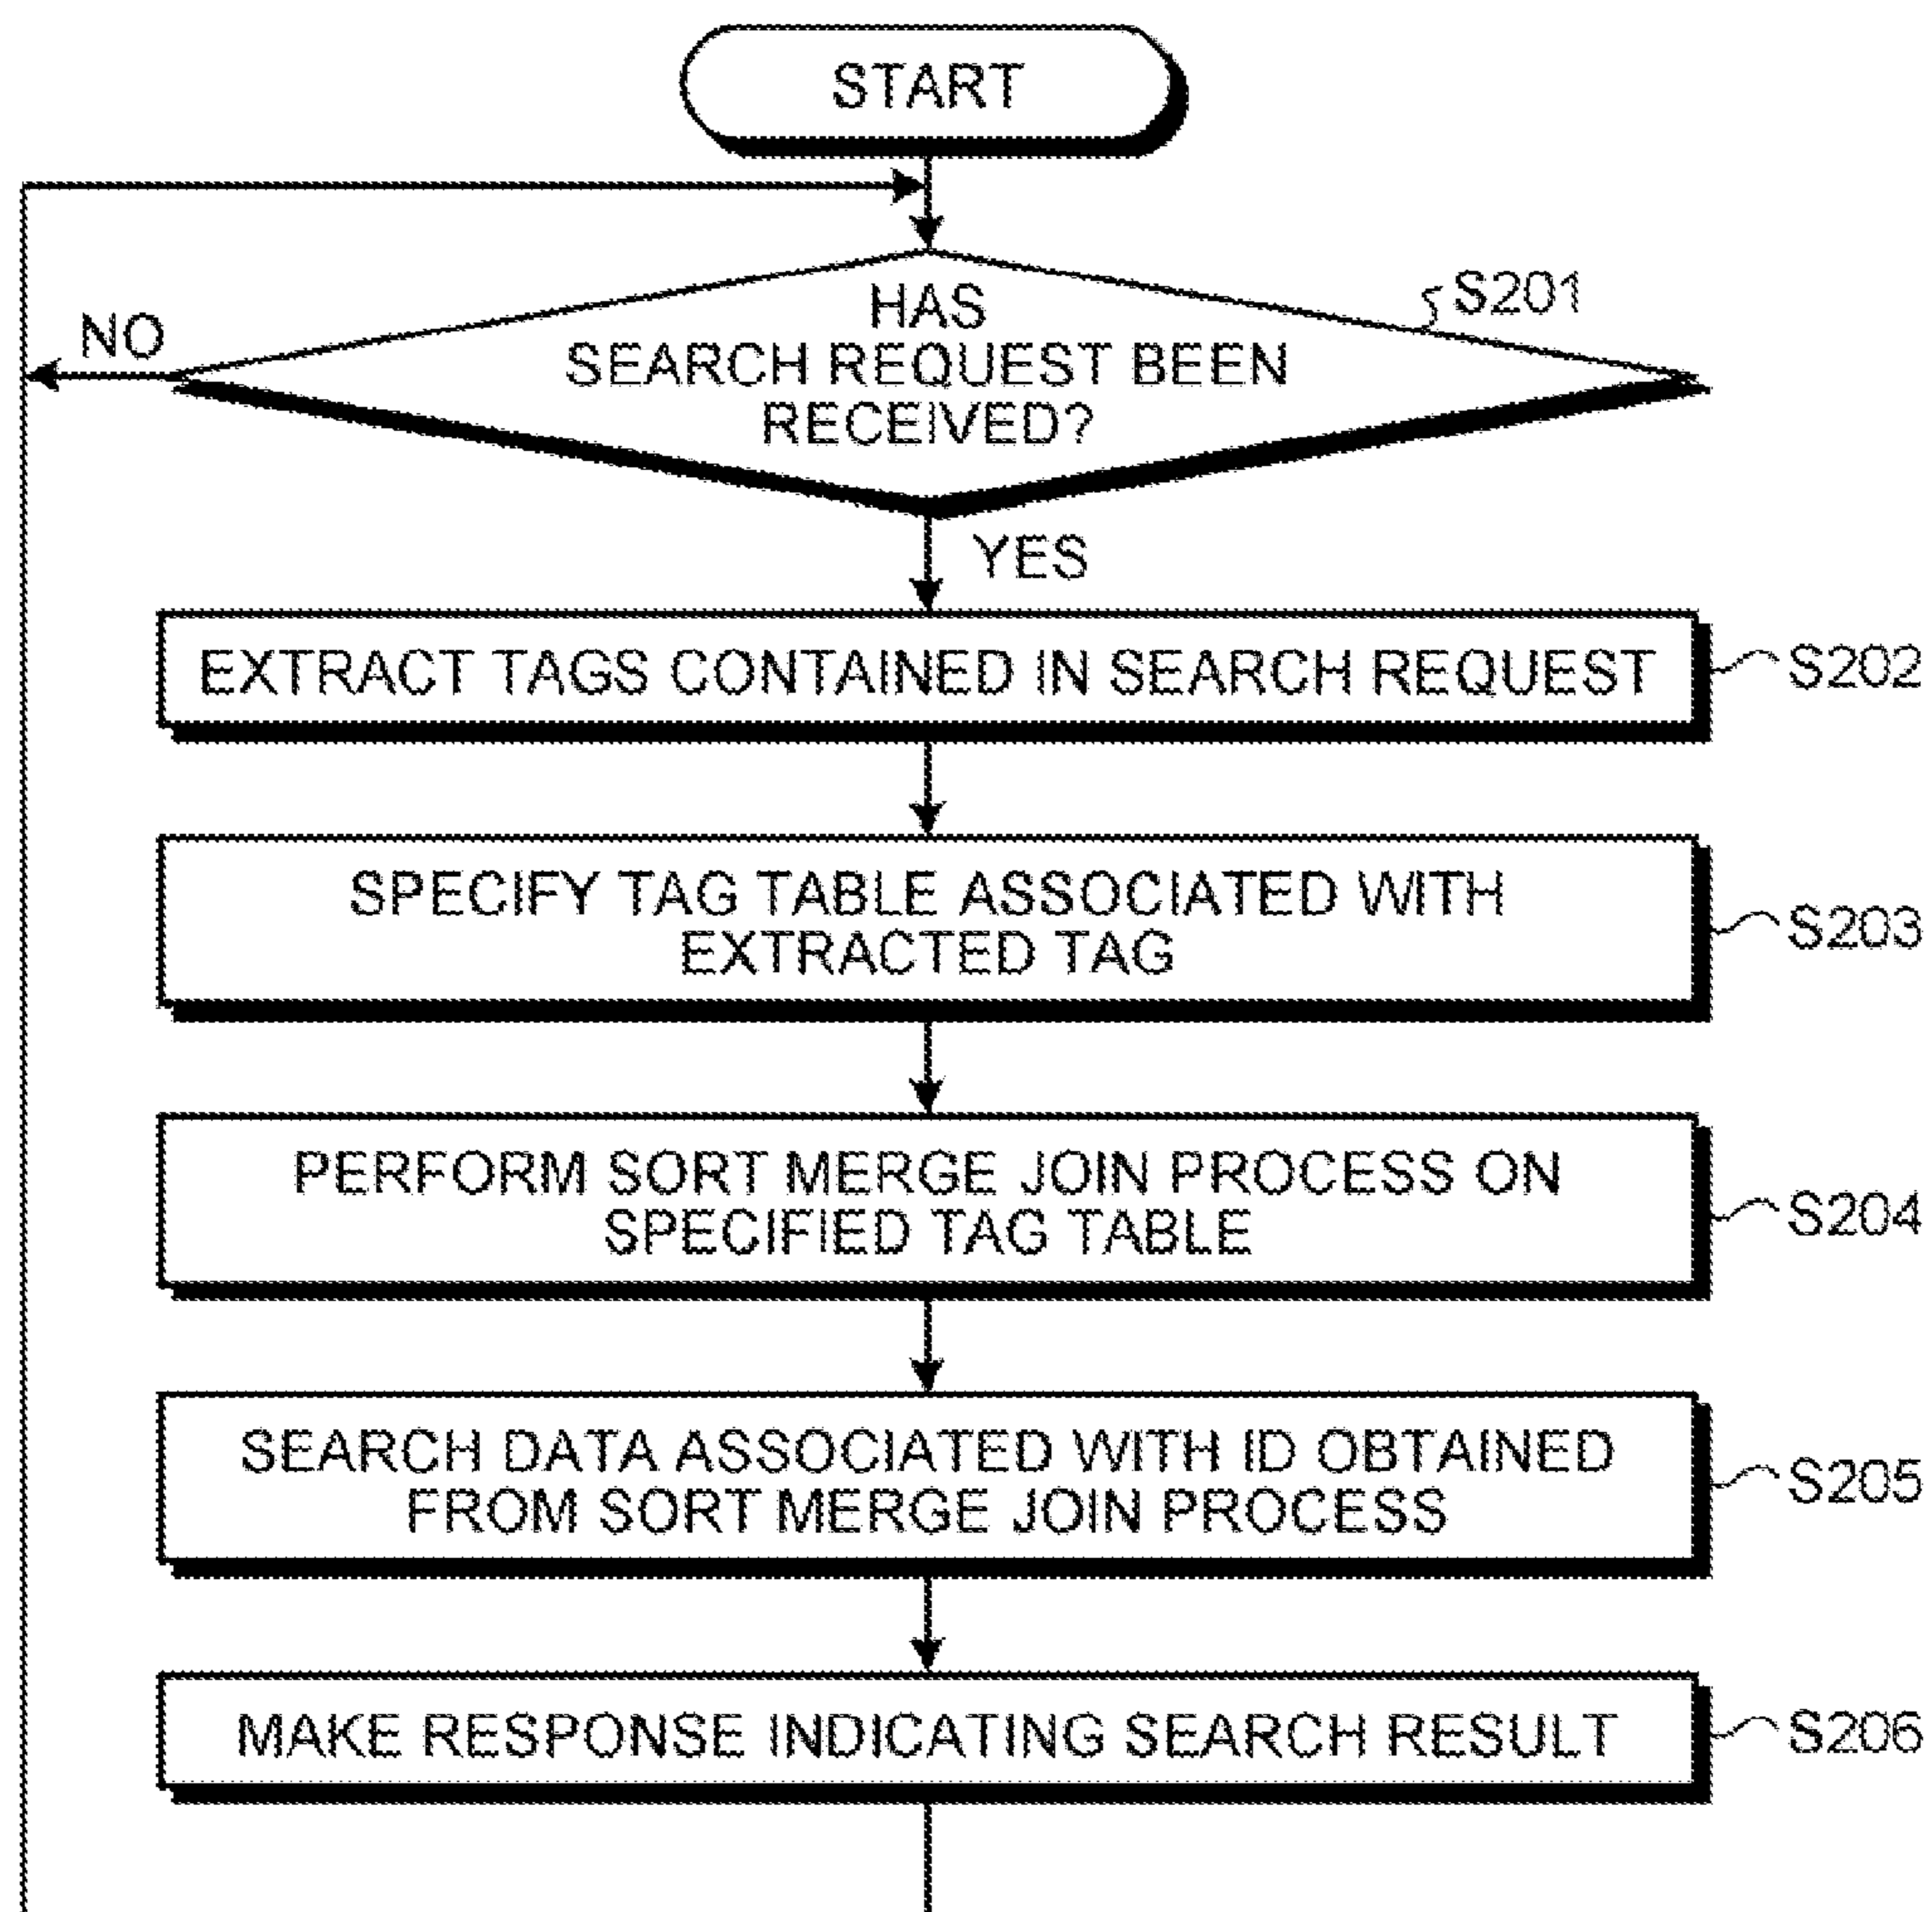 START
HAS
S201
NO
SEARCH REQUEST BEEN
RECEIVED?
YES
EXTRACT TAGS CONTAINED IN SEARCH REQUEST
S202
SPECIFY TAG TABLE ASSOCIATED WITH
EXTRACTED TAG
S203
PERFORM SORT MERGE JOIN PROCESS ON
SPECIFIED TAG TABLE
S204
SEARCH DATA ASSOCIATED WITH ID OBTAINED
FROM SORT MERGE JOIN PROCESS
S205
MAKE RESPONSE INDICATING SEARCH RESULT
S206